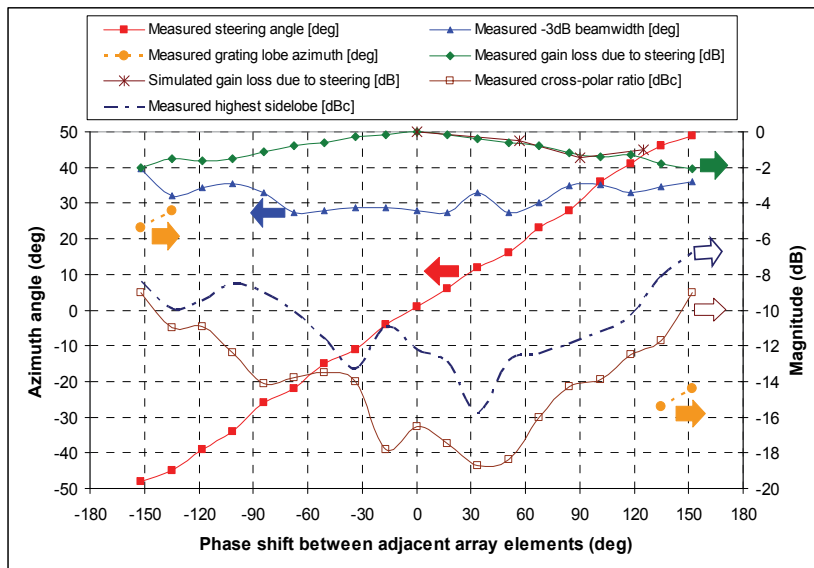 Measured steering angle [deg]
Measured -3dB beamwidth [deg]
Measured grating lobe azimuth [deg]
Measured gain loss due to steering [dB]
Simulated gain loss due to steering [dB]
Measured cross-polar ratio [dBc]
Measured highest sidelobe [dBc]
50
40
30
20
10
0
-10
-20
-30
-40
-50
Azimuth angle (deg)
0
-2
-4
-6
-8
-10
-12
-14
-16
-18
-20
Magnitude (dB)
-180 -150 -120 -90 -60 -30 0 30 60 90 120 150 180
Phase shift between adjacent array elements (deg)